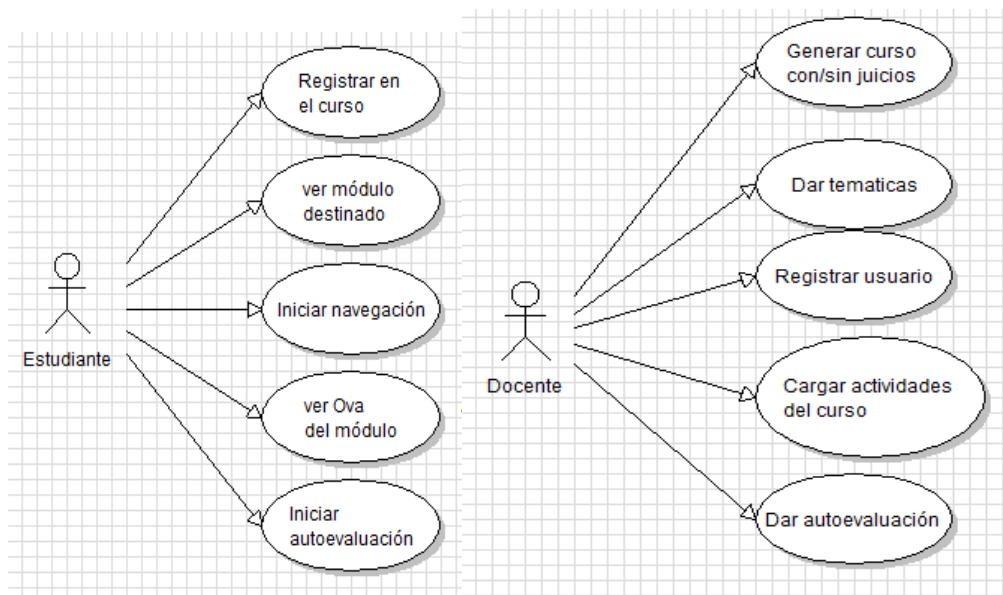 Registrar en
el curso
ver módulo
destinado
Iniciar navegación
ver Ova
del módulo
Iniciar
autoevaluación
Estudiante
Generar curso
con/sin juicios
Dar tematicas
Registrar usuario
Cargar actividades
del curso
Dar autoevaluación
Docente